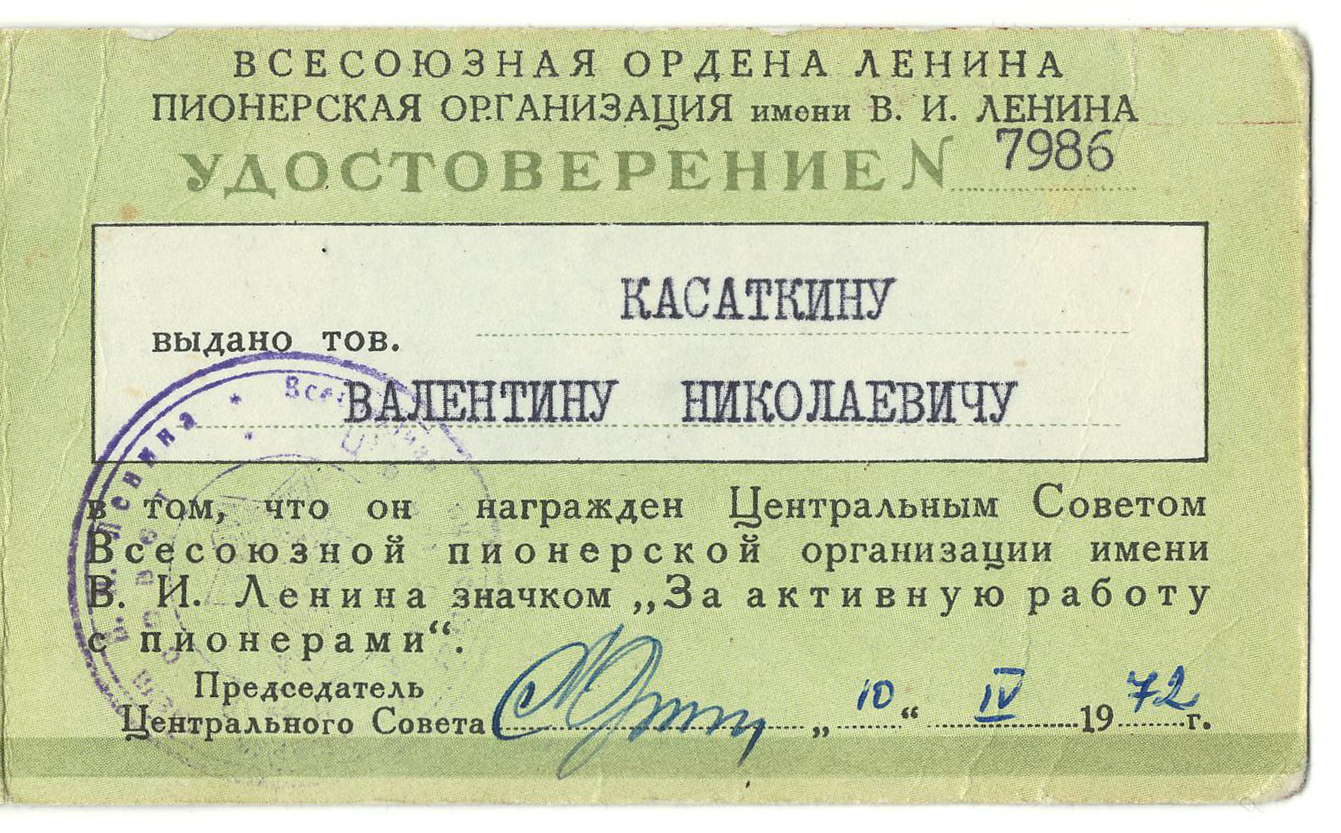 ВСЕСОЮЗНАЯ ОРДЕНА ЛЕНИНА
ПИОНЕРСКАЯ ОРГАНИЗАЦИЯ имени В. И. ЛЕНИНА
УДОСТОВЕРЕНИЕ N 7986
КАСАТКИНУ
выдано тов.
ВАЛЕНТИНУ НИКОЛАЕВИЧУ
в том, что он награжден Центральным Советом
Всесоюзной пионерской организации имени
В. И. Ленина значком „За активную работу
с пионерами“.
Председатель
Центрального Совета „10“ IV 1972 г.